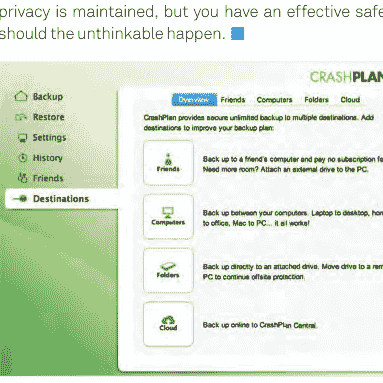 privacy is maintained, but you have an effective safe
should the unthinkable happen.
CRASHPLAN
Backup
Restore
Settings
History
Friends
Destinations
Overview Friends Computers Folders Cloud
CrashPlan provides secure unlimited backup to multiple destinations. Add
destinations to improve your backup plan:
Friends
Back up to a friend's computer and pay no subscription fe
Need more room? Attach an external drive to the PC.
Computers
Back up between your computers. Laptop to desktop, hom
to office, Mac to PC... it all works!
Folders
Back up directly to an attached drive. Move drive to a rem
PC to continue offsite protection.
Cloud
Back up online to CrashPlan Central.